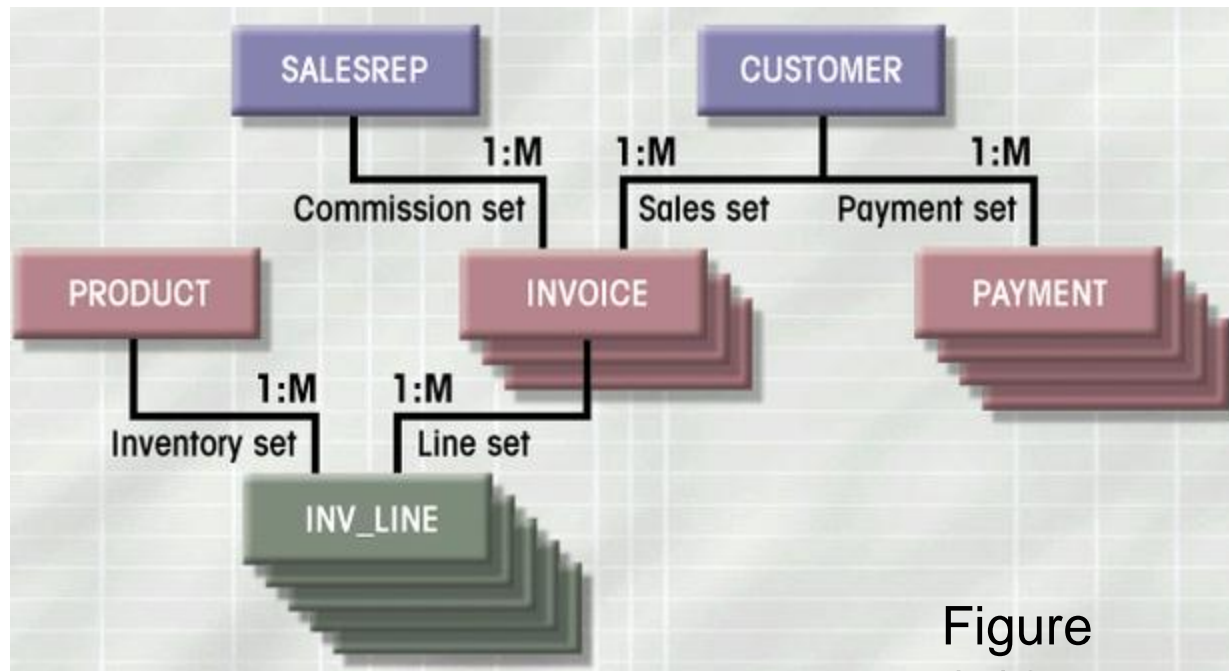 SALESREP
CUSTOMER
1:M
1:M
1:M
Commission set
Sales set
Payment set
PRODUCT
INVOICE
PAYMENT
1:M
1:M
Inventory set
Line set
INV_LINE
Figure